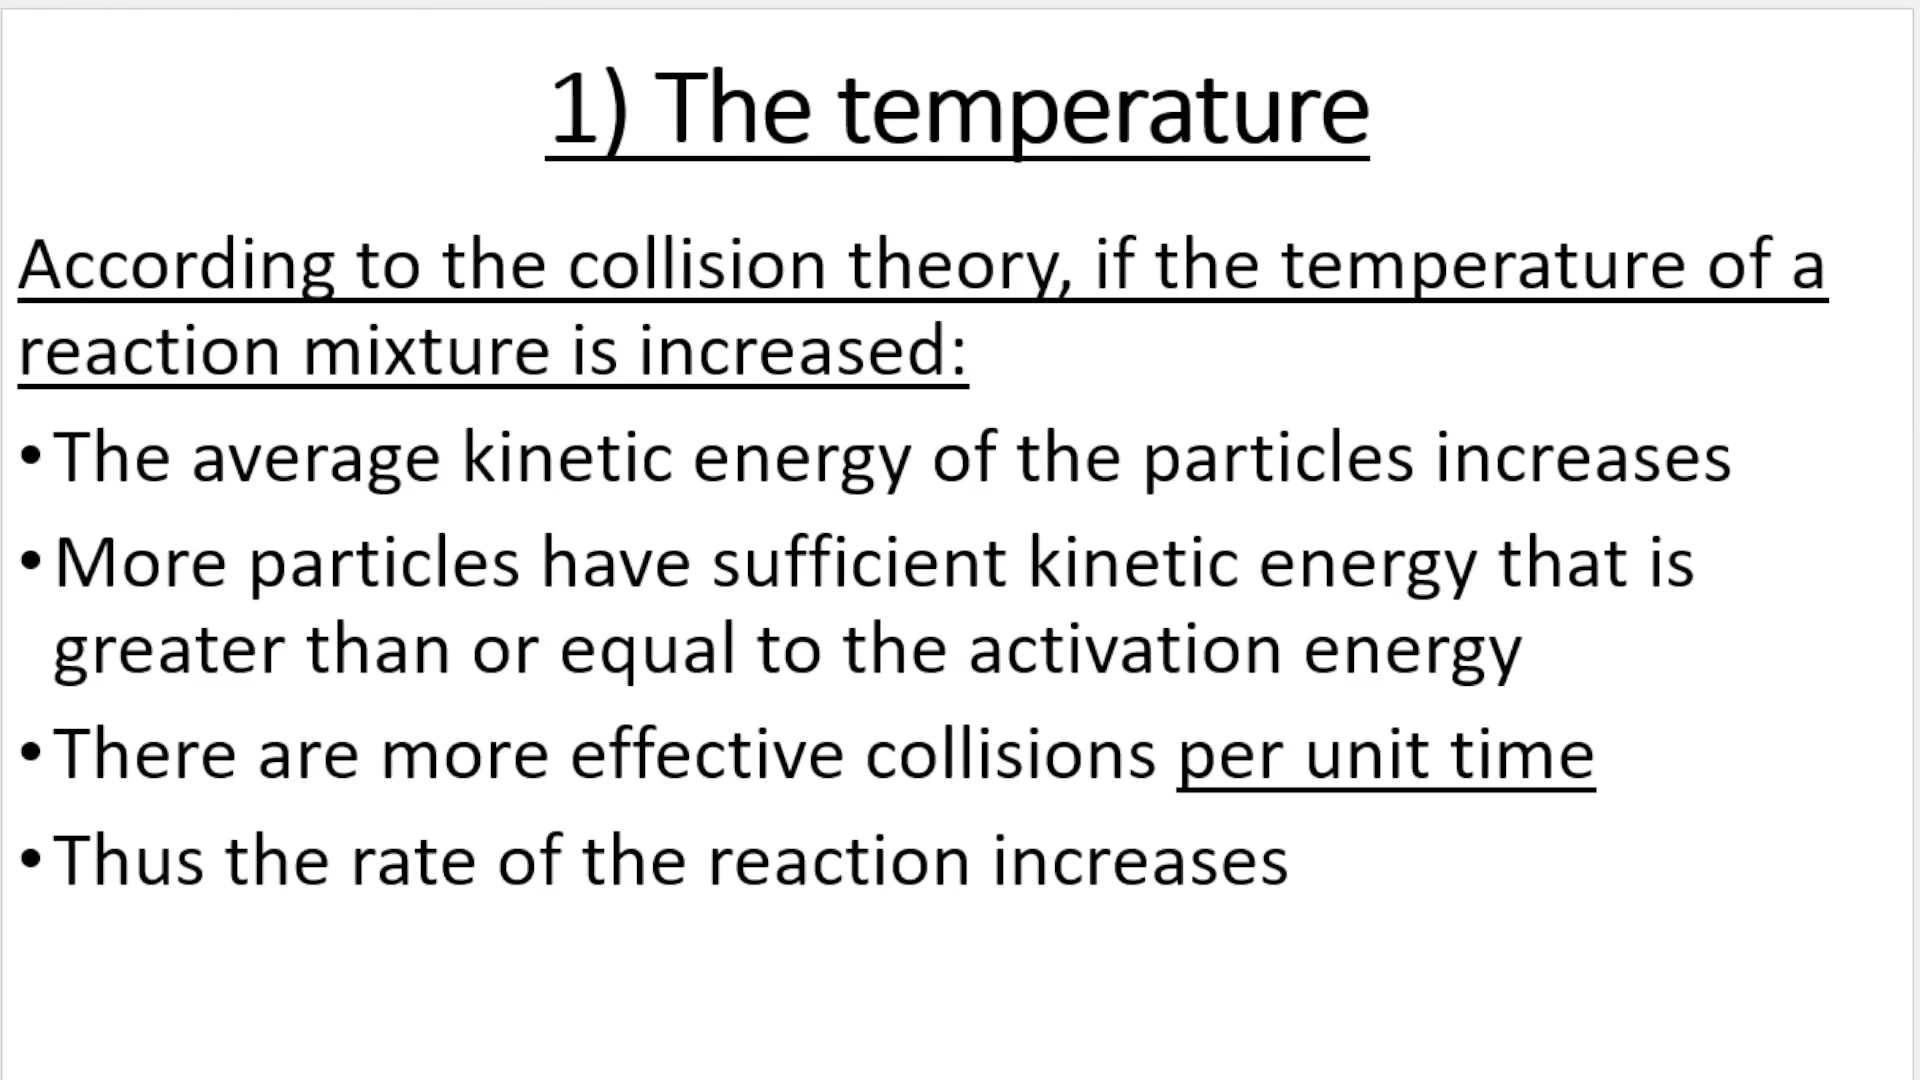 1) The temperature
According to the collision theory, if the temperature of a
reaction mixture is increased:
•The average kinetic energy of the particles increases
•More particles have sufficient kinetic energy that is
greater than or equal to the activation energy
•There are more effective collisions per unit time
•Thus the rate of the reaction increases